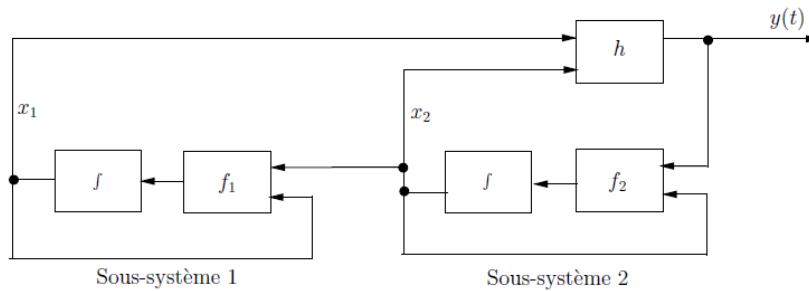 y(t)
h
x₁
x₂
∫
f₁
∫
f₂
Sous-système 1
Sous-système 2